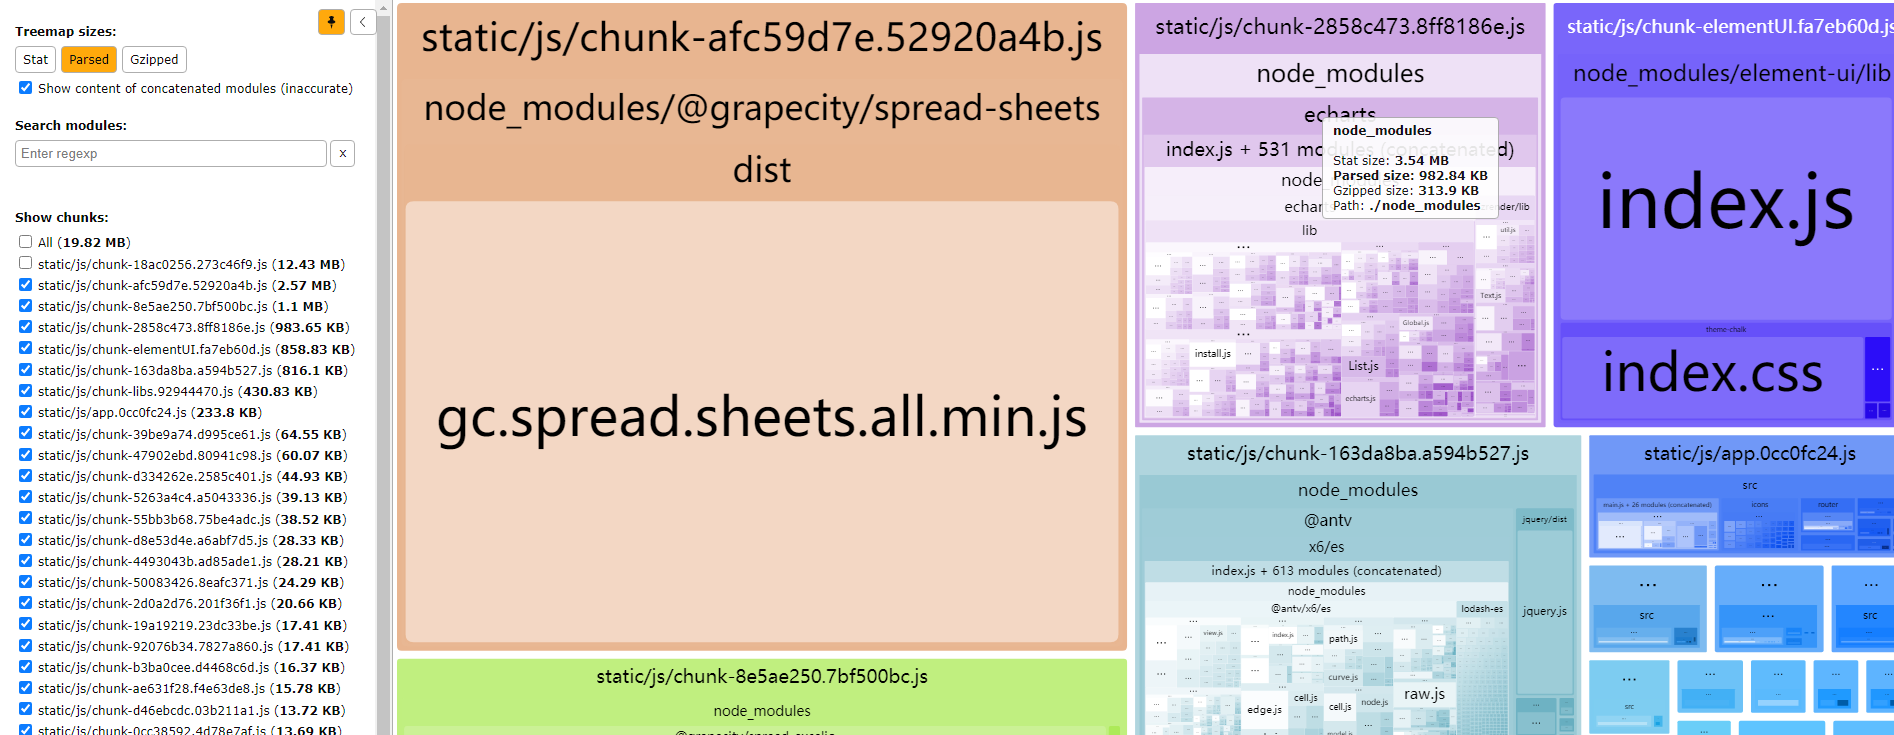 Treemap sizes:
Stat
Parsed
Gzipped
Show content of concatenated modules (inaccurate)
Search modules:
Enter regexp
x
Show chunks:
All (19.82 MB)
static/js/chunk-18ac0256.273c46f9.js (12.43 MB)
static/js/chunk-afc59d7e.52920a4b.js (2.57 MB)
static/js/chunk-8e5ae250.7bf500bc.js (1.1 MB)
static/js/chunk-2858c473.8ff8186e.js (983.65 KB)
static/js/chunk-elementUI.fa7eb60d.js (858.83 KB)
static/js/chunk-163da8ba.a594b527.js (816.1 KB)
static/js/chunk-libs.92944470.js (430.83 KB)
static/js/app.0cc0fc24.js (233.8 KB)
static/js/chunk-39be9a74.d995ce61.js (64.55 KB)
static/js/chunk-47902ebd.80941c98.js (60.07 KB)
static/js/chunk-d334262e.2585c401.js (44.93 KB)
static/js/chunk-5263a4c4.a5043336.js (39.13 KB)
static/js/chunk-55bb3b68.75be4adc.js (38.52 KB)
static/js/chunk-d8e53d4e.a6abf7d5.js (28.33 KB)
static/js/chunk-4493043b.ad85ade1.js (28.21 KB)
static/js/chunk-50083426.8eafc371.js (24.29 KB)
static/js/chunk-2d0a2d76.201f36f1.js (20.66 KB)
static/js/chunk-19a19219.23dc33be.js (17.41 KB)
static/js/chunk-92076b34.7827a860.js (17.41 KB)
static/js/chunk-b3ba0cee.d4468c6d.js (16.37 KB)
static/js/chunk-ae631f28.f4e63de8.js (15.78 KB)
static/js/chunk-d46ebcdc.03b211a1.js (13.72 KB)
static/js/chunk-0cc38592.4d78e7af.js (13.69 KB)
static/js/chunk-afc59d7e.52920a4b.js
node_modules/@grapecity/spread-sheets
dist
gc.spread.sheets.all.min.js
static/js/chunk-8e5ae250.7bf500bc.js
node_modules
static/js/chunk-2858c473.8ff8186e.js
node_modules
echarts
index.js + 531 modules (concatenated)
node_modules
Stat size: 3.54 MB
Parsed size: 982.84 KB
Gzipped size: 313.9 KB
Path: ./node_modules
lib
util.js
Text.js
Global.js
install.js
List.js
echarts.js
static/js/chunk-elementUI.fa7eb60d.js
node_modules/element-ui/lib
index.js
theme-chalk
index.css
static/js/chunk-163da8ba.a594b527.js
node_modules
@antv
x6/es
index.js + 613 modules (concatenated)
node_modules
@antv/x6/es
lodash-es
view.js
index.js
path.js
curve.js
cell.js
cell.js
node.js
raw.js
edge.js
model.js
jquery/dist
jquery.js
static/js/app.0cc0fc24.js
src
main.js + 26 modules (concatenated)
icons
router
src
src
src